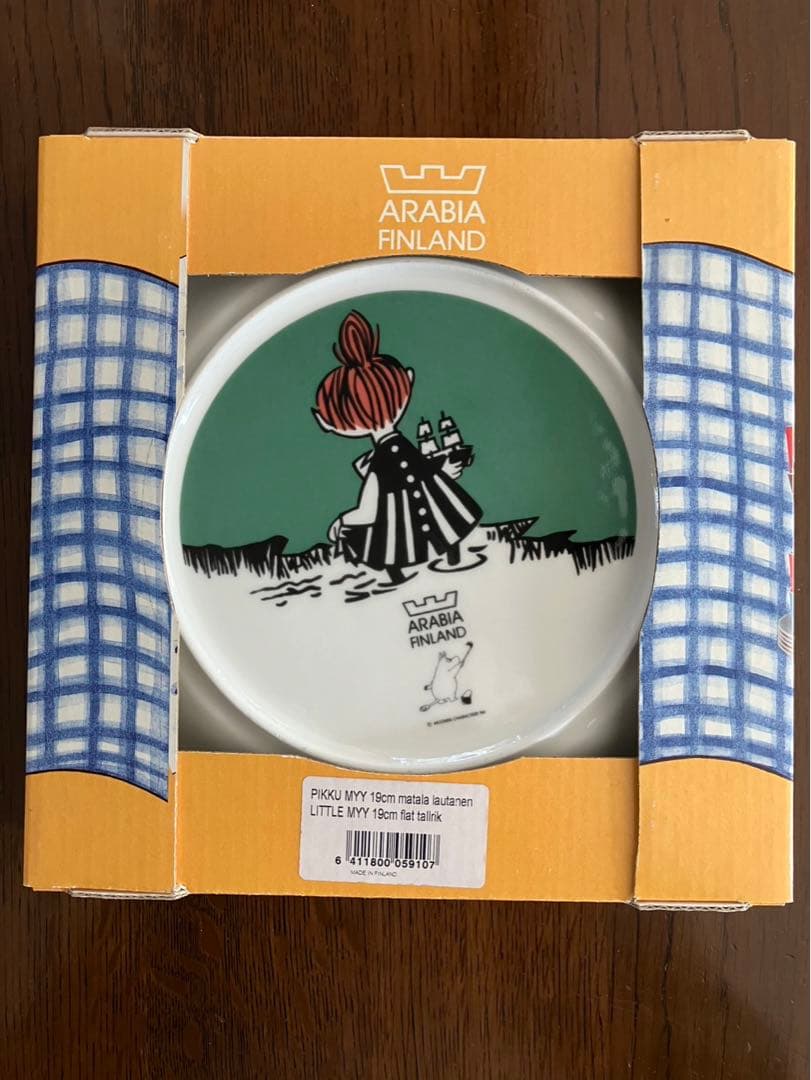 ARABIA
FINLAND
ARABIA
FINLAND
PIKKU MYY 19cm matala lautanen
LITTLE MYY 19cm flat tallrik
6 411800 059107
MADE IN FINLAND